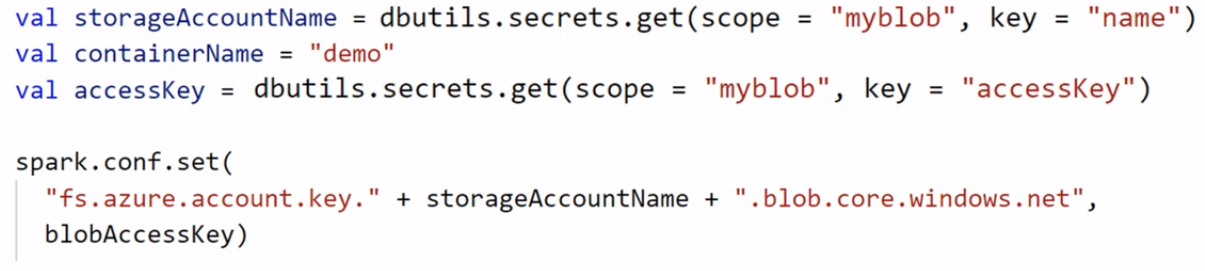 val storageAccountName = dbutils.secrets.get(scope = "myblob", key = "name")
val containerName = "demo"
val accessKey = dbutils.secrets.get(scope = "myblob", key = "accessKey")
spark.conf.set(
"fs.azure.account.key." + storageAccountName + ".blob.core.windows.net",
blobAccessKey)